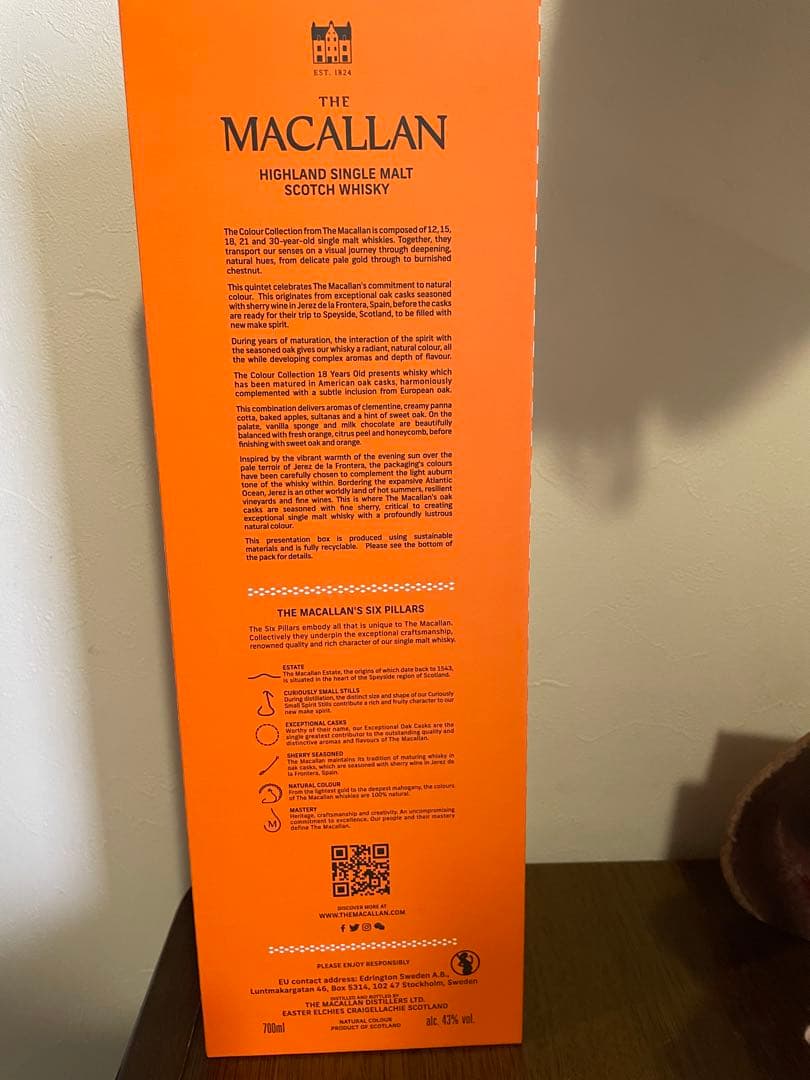 EST. 1824
THE
MACALLAN
HIGHLAND SINGLE MALT
SCOTCH WHISKY
The Colour Collection from The Macallan is composed of 12, 15,
18, 21 and 30-year-old single malt whiskies. Together, they
transport our senses on a visual journey through deepening,
natural hues, from delicate pale gold through to burnished
chestnut.
This quintet celebrates The Macallan's commitment to natural
colour. This originates from exceptional oak casks seasoned
with sherry wine in Jerez de la Frontera, Spain, before the casks
are ready for their trip to Speyside, Scotland, to be filled with
new make spirit.
During years of maturation, the interaction of the spirit with
the seasoned oak gives our whisky a radiant, natural colour, all
the while developing complex aromas and depth of flavour.
The Colour Collection 18 Years Old presents whisky which
has been matured in American oak casks, harmoniously
complemented with a subtle inclusion from European oak.
This combination delivers aromas of clementine, creamy panna
cotta, baked apples, sultanas and a hint of sweet oak. On the
palate, vanilla sponge and milk chocolate are beautifully
balanced with fresh orange, citrus peel and honeycomb, before
finishing with sweet oak and orange.
Inspired by the vibrant warmth of the evening sun over the
pale terroir of Jerez de la Frontera, the packaging's colours
have been carefully chosen to complement the light auburn
tone of the whisky within. Bordering the expansive Atlantic
Ocean, Jerez is an other worldly land of hot summers, resilient
vineyards and fine wines. This is where The Macallan's oak
casks are seasoned with fine sherry, critical to creating
exceptional single malt whisky with a profoundly lustrous
natural colour.
This presentation box is produced using sustainable
materials and is fully recyclable. Please see the bottom of
the pack for details.
THE MACALLAN'S SIX PILLARS
The Six Pillars embody all that is unique to The Macallan.
Collectively they underpin the exceptional craftsmanship,
renowned quality and rich character of our single malt whisky.
ESTATE
The Macallan Estate, the origins of which date back to 1543,
is situated in the heart of the Speyside region of Scotland.
CURIOUSLY SMALL STILLS
During distillation, the distinct size and shape of our Curiously
Small Spirit Stills contribute a rich and fruity character to our
new make spirit.
EXCEPTIONAL CASKS
Worthy of their name, our Exceptional Oak Casks are the
single greatest contributor to the outstanding quality and
distinctive aromas and flavours of The Macallan.
SHERRY SEASONED
The Macallan maintains its tradition of maturing whisky in
oak casks, which are seasoned with sherry wine in Jerez de
la Frontera, Spain.
NATURAL COLOUR
From the lightest gold to the deepest mahogany, the colours
of The Macallan whiskies are 100% natural.
M
MASTERY
Heritage, craftsmanship and creativity. An uncompromising
commitment to excellence. Our people and their mastery
define The Macallan.
DISCOVER MORE AT
WWW.THEMACALLAN.COM
PLEASE ENJOY RESPONSIBLY
EU contact address: Edrington Sweden A.B.,
Luntmakargatan 46, Box 5314, 102 47 Stockholm, Sweden
DISTILLED AND BOTTLED BY
THE MACALLAN DISTILLERS LTD.
EASTER ELCHIES CRAIGELLACHIE SCOTLAND
700ml
NATURAL COLOUR
PRODUCT OF SCOTLAND
alc. 43% vol.